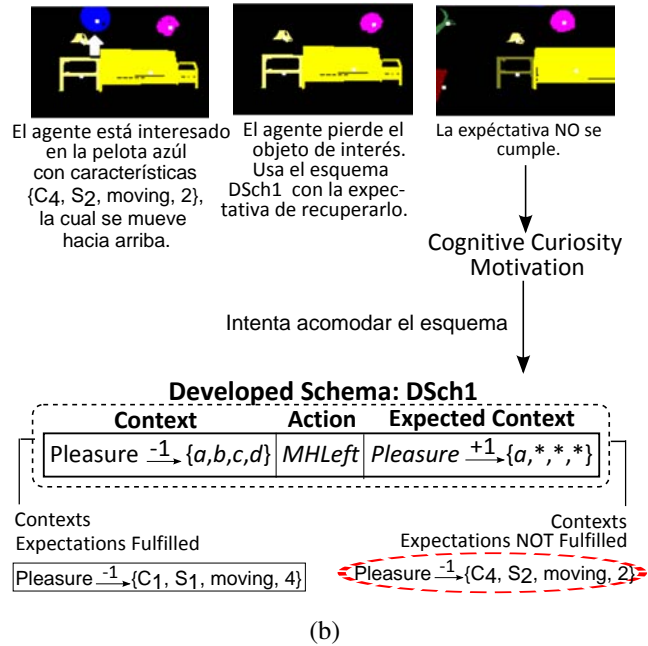 El agente está interesado
en la pelota azúl
con características
{C4, S2, moving, 2},
la cual se mueve
hacia arriba.
El agente pierde el
objeto de interés.
Usa el esquema
DSch1 con la expec-
tativa de recuperarlo.
La expéctativa NO se
cumple.
Cognitive Curiosity
Motivation
Intenta acomodar el esquema
Developed Schema: DSch1
Context Action Expected Context
Pleasure -1 {a,b,c,d} MHLeft Pleasure +1 {a,*,*,*}
Contexts
Expectations Fulfilled
Pleasure -1 {C1, S1, moving, 4}
Contexts
Expectations NOT Fulfilled
Pleasure -1 {C4, S2, moving, 2}
(b)